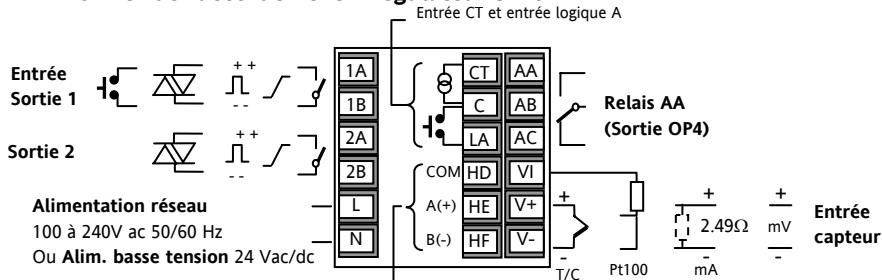 Entrée CT et entrée logique A
Entrée
Sortie 1
+ +
- -
1A
1B
2A
2B
L
N
CT
C
LA
COM
HD
A(+)
HE
B(-)
HF
AA
AB
AC
VI
V+
V-
Relais AA
(Sortie OP4)
Sortie 2
+ +
- -
Alimentation réseau
100 à 240V ac 50/60 Hz
Ou Alim. basse tension 24 Vac/dc
+
-
T/C
Pt100
+
2.49Ω
-
mA
+
mV
-
Entrée
capteur